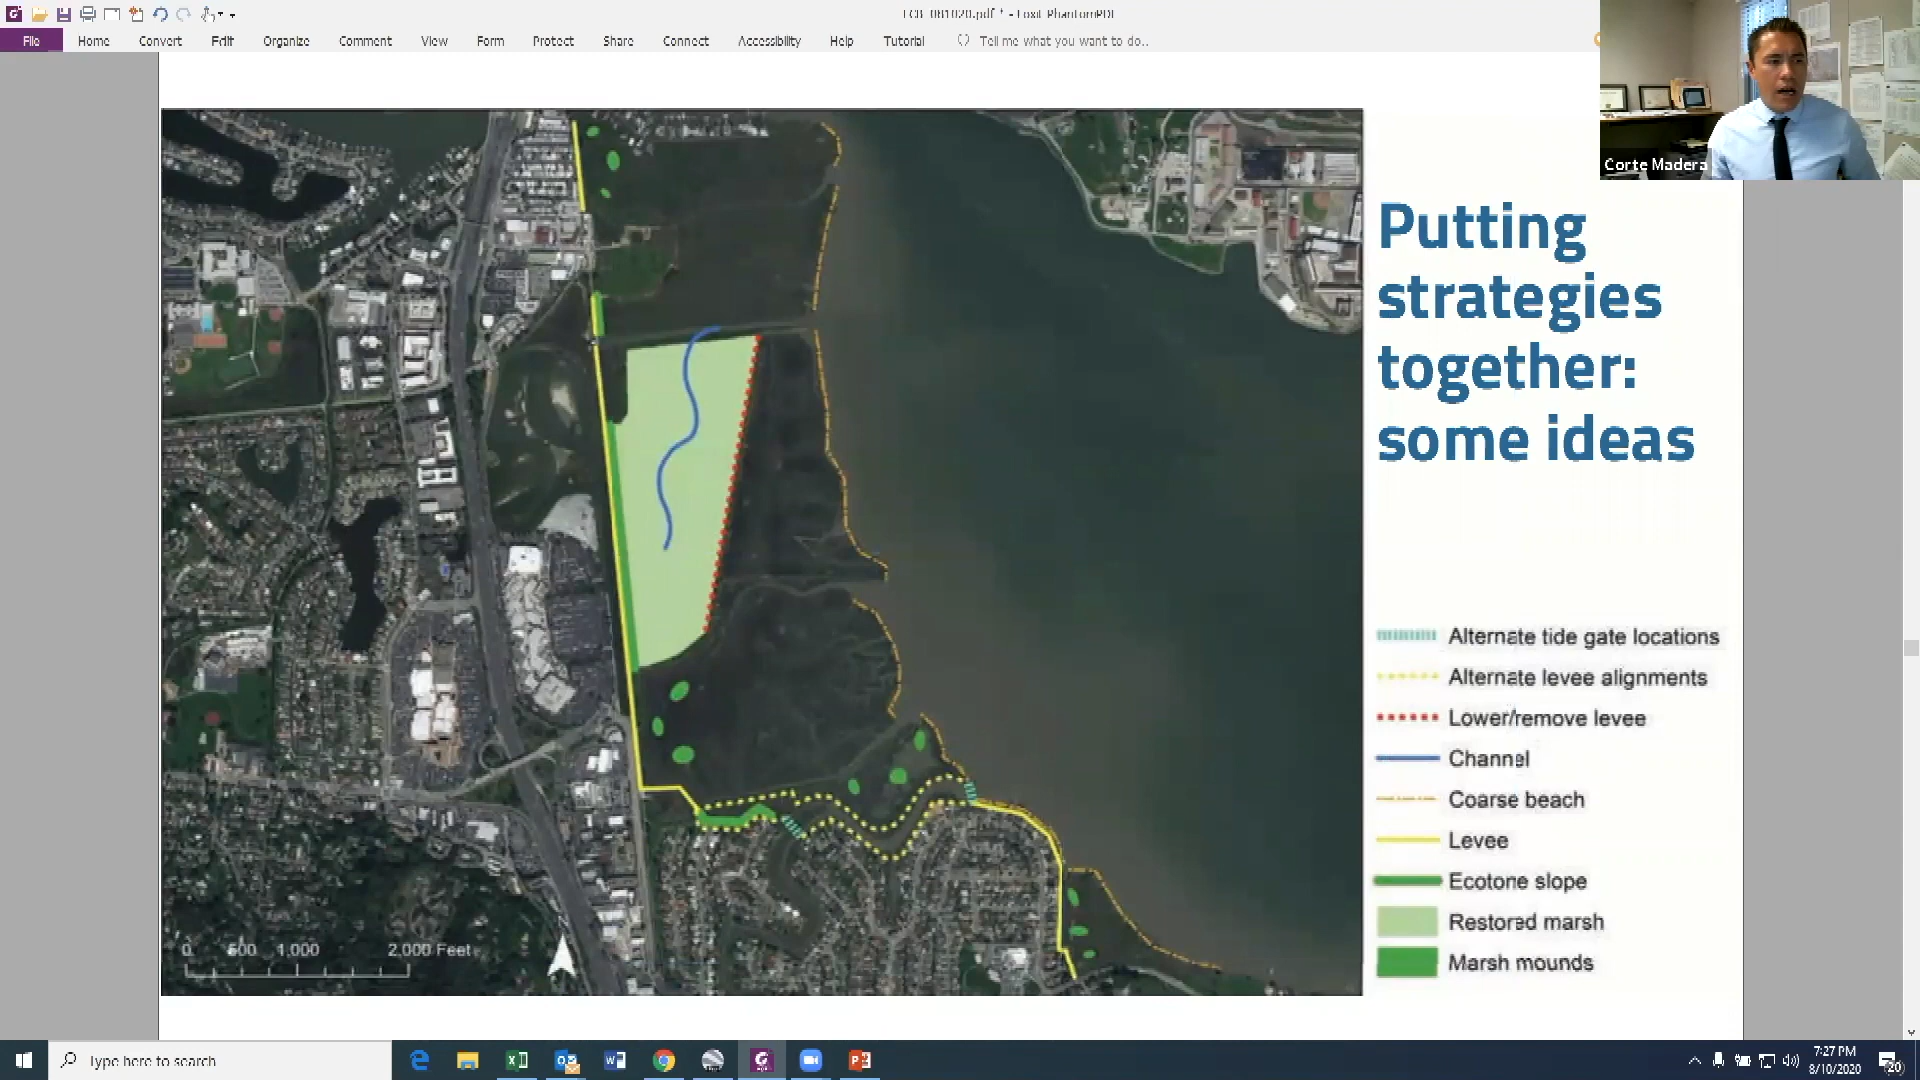 File Home Convert Edit Organize Comment View Form Protect Share Connect Accessibility Help Tutorial Tell me what you want to do..
Corte Madera
Putting
strategies
together:
some ideas
Alternate tide gate locations
Alternate levee alignments
Lower/remove levee
Channel
Coarse beach
Levee
Ecotone slope
Restored marsh
Marsh mounds
0 500 1,000 2,000 Feet
Type here to search
7:27 PM
8/10/2020
20